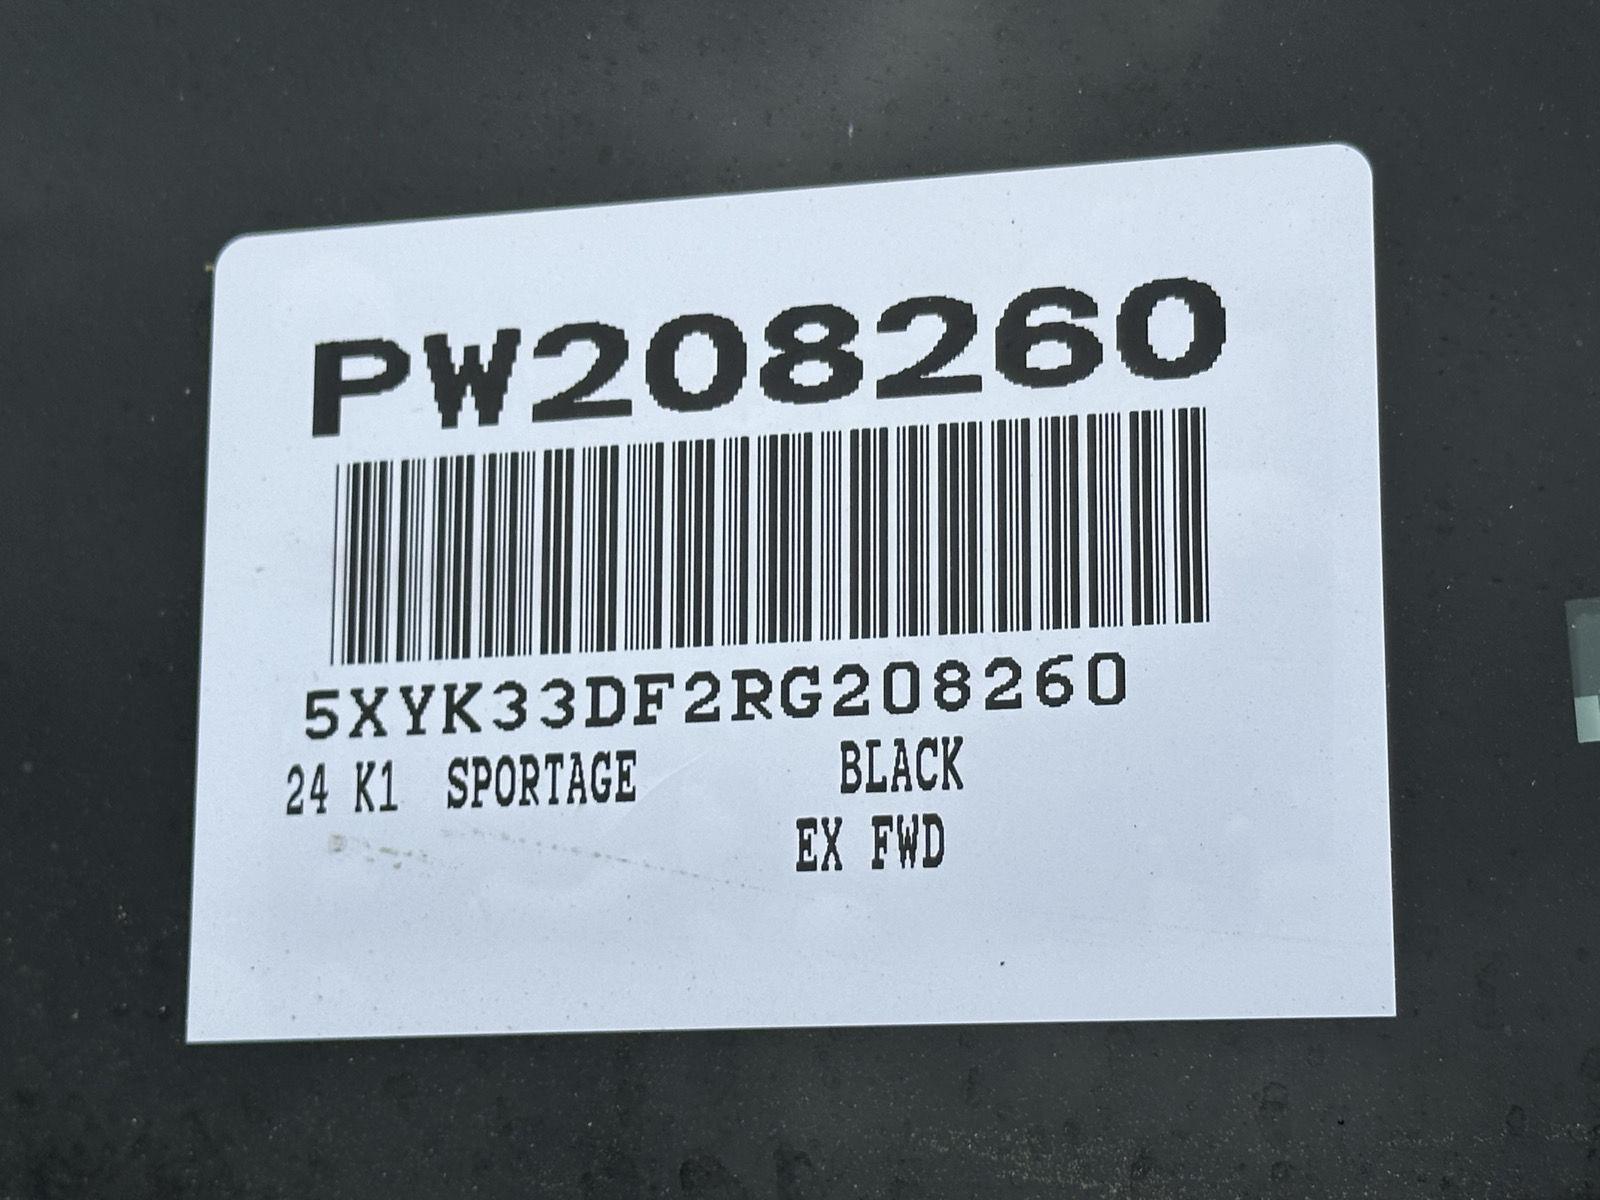 PW208260
5XYK33DF2RG208260
24 K1 SPORTAGE BLACK
EX FWD